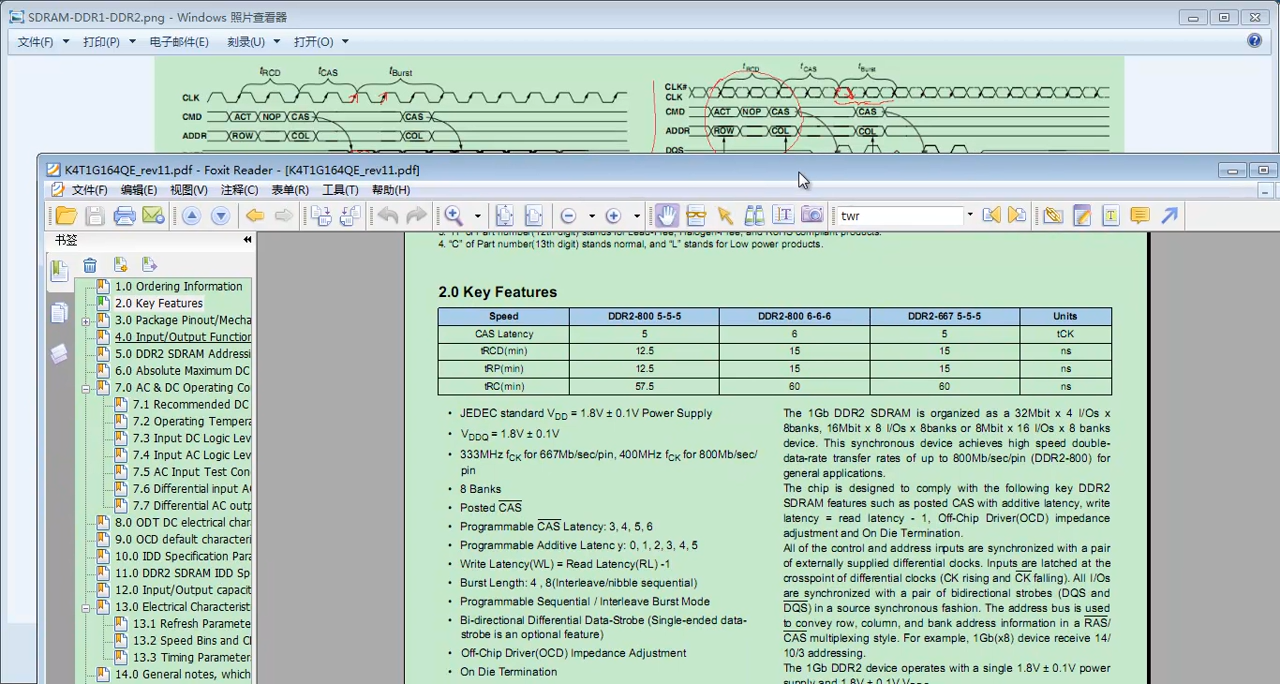 SDRAM-DDR1-DDR2.png - Windows 照片查看器
文件(F) 打印(P) 电子邮件(E) 刻录(U) 打开(O)
tRCD tCAS tBurst
CLK
CMD ACT NOP CAS CAS
ADDR ROW COL COL
tRCD tCAS tBurst
CLK#
CLK
CMD ACT NOP CAS CAS
ADDR ROW COL COL
DQS
K4T1G164QE_rev11.pdf - Foxit Reader - [K4T1G164QE_rev11.pdf]
文件(F) 编辑(E) 视图(V) 注释(C) 表单(R) 工具(T) 帮助(H)
twr
书签
1.0 Ordering Information
2.0 Key Features
3.0 Package Pinout/Mecha
4.0 Input/Output Function
5.0 DDR2 SDRAM Addressi
6.0 Absolute Maximum DC
7.0 AC & DC Operating Co
7.1 Recommended DC
7.2 Operating Tempera
7.3 Input DC Logic Lev
7.4 Input AC Logic Lev
7.5 AC Input Test Con
7.6 Differential input A
7.7 Differential AC outp
8.0 ODT DC electrical char
9.0 OCD default characteri
10.0 IDD Specification Para
11.0 DDR2 SDRAM IDD Sp
12.0 Input/Output capacit
13.0 Electrical Characterist
13.1 Refresh Paramete
13.2 Speed Bins and Cl
13.3 Timing Parameter
14.0 General notes, which
4. "C" of Part number(13th digit) stands normal, and "L" stands for Low power products.
2.0 Key Features
Speed DDR2-800 5-5-5 DDR2-800 6-6-6 DDR2-667 5-5-5 Units
CAS Latency 5 6 5 tCK
tRCD(min) 12.5 15 15 ns
tRP(min) 12.5 15 15 ns
tRC(min) 57.5 60 60 ns
• JEDEC standard VDD = 1.8V ± 0.1V Power Supply
• VDDQ = 1.8V ± 0.1V
• 333MHz fCK for 667Mb/sec/pin, 400MHz fCK for 800Mb/sec/
pin
• 8 Banks
• Posted CAS
• Programmable CAS Latency: 3, 4, 5, 6
• Programmable Additive Latency: 0, 1, 2, 3, 4, 5
• Write Latency(WL) = Read Latency(RL) -1
• Burst Length: 4 , 8(Interleave/nibble sequential)
• Programmable Sequential / Interleave Burst Mode
• Bi-directional Differential Data-Strobe (Single-ended data-
strobe is an optional feature)
• Off-Chip Driver(OCD) Impedance Adjustment
• On Die Termination
The 1Gb DDR2 SDRAM is organized as a 32Mbit x 4 I/Os x
8banks, 16Mbit x 8 I/Os x 8banks or 8Mbit x 16 I/Os x 8 banks
device. This synchronous device achieves high speed double-
data-rate transfer rates of up to 800Mb/sec/pin (DDR2-800) for
general applications.
The chip is designed to comply with the following key DDR2
SDRAM features such as posted CAS with additive latency, write
latency = read latency - 1, Off-Chip Driver(OCD) impedance
adjustment and On Die Termination.
All of the control and address inputs are synchronized with a pair
of externally supplied differential clocks. Inputs are latched at the
crosspoint of differential clocks (CK rising and CK falling). All I/Os
are synchronized with a pair of bidirectional strobes (DQS and
DQS) in a source synchronous fashion. The address bus is used
to convey row, column, and bank address information in a RAS/
CAS multiplexing style. For example, 1Gb(x8) device receive 14/
10/3 addressing.
The 1Gb DDR2 device operates with a single 1.8V ± 0.1V power